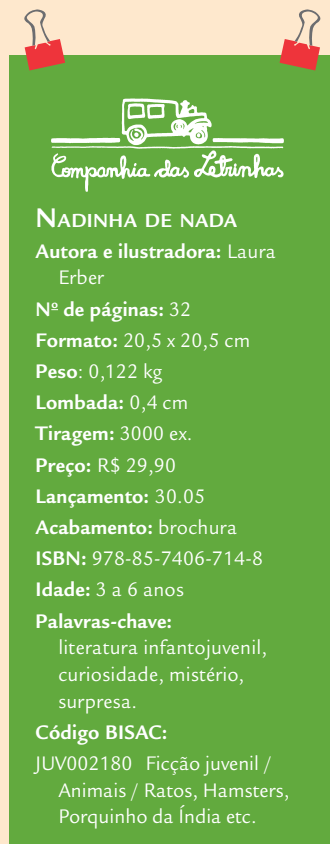 Companhia das Letrinhas
Nadinha de nada
Autora e ilustradora: Laura
Erber
Nº de páginas: 32
Formato: 20,5 x 20,5 cm
Peso: 0,122 kg
Lombada: 0,4 cm
Tiragem: 3000 ex.
Preço: R$ 29,90
Lançamento: 30.05
Acabamento: brochura
ISBN: 978-85-7406-714-8
Idade: 3 a 6 anos
Palavras-chave:
literatura infantojuvenil,
curiosidade, mistério,
surpresa.
Código BISAC:
JUV002180 Ficção juvenil /
Animais / Ratos, Hamsters,
Porquinho da Índia etc.